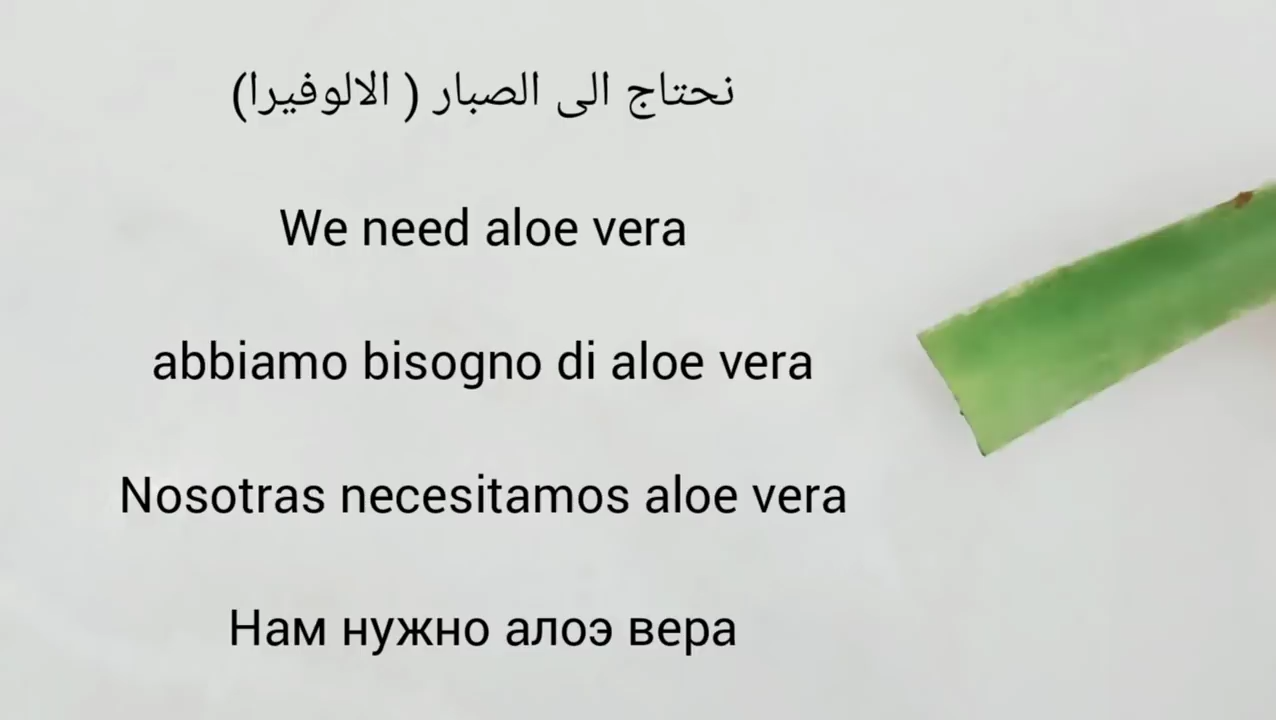 نحتاج الى الصبار ( الالوفيرا)
We need aloe vera
abbiamo bisogno di aloe vera
Nosotras necesitamos aloe vera
Нам нужно алоэ вера